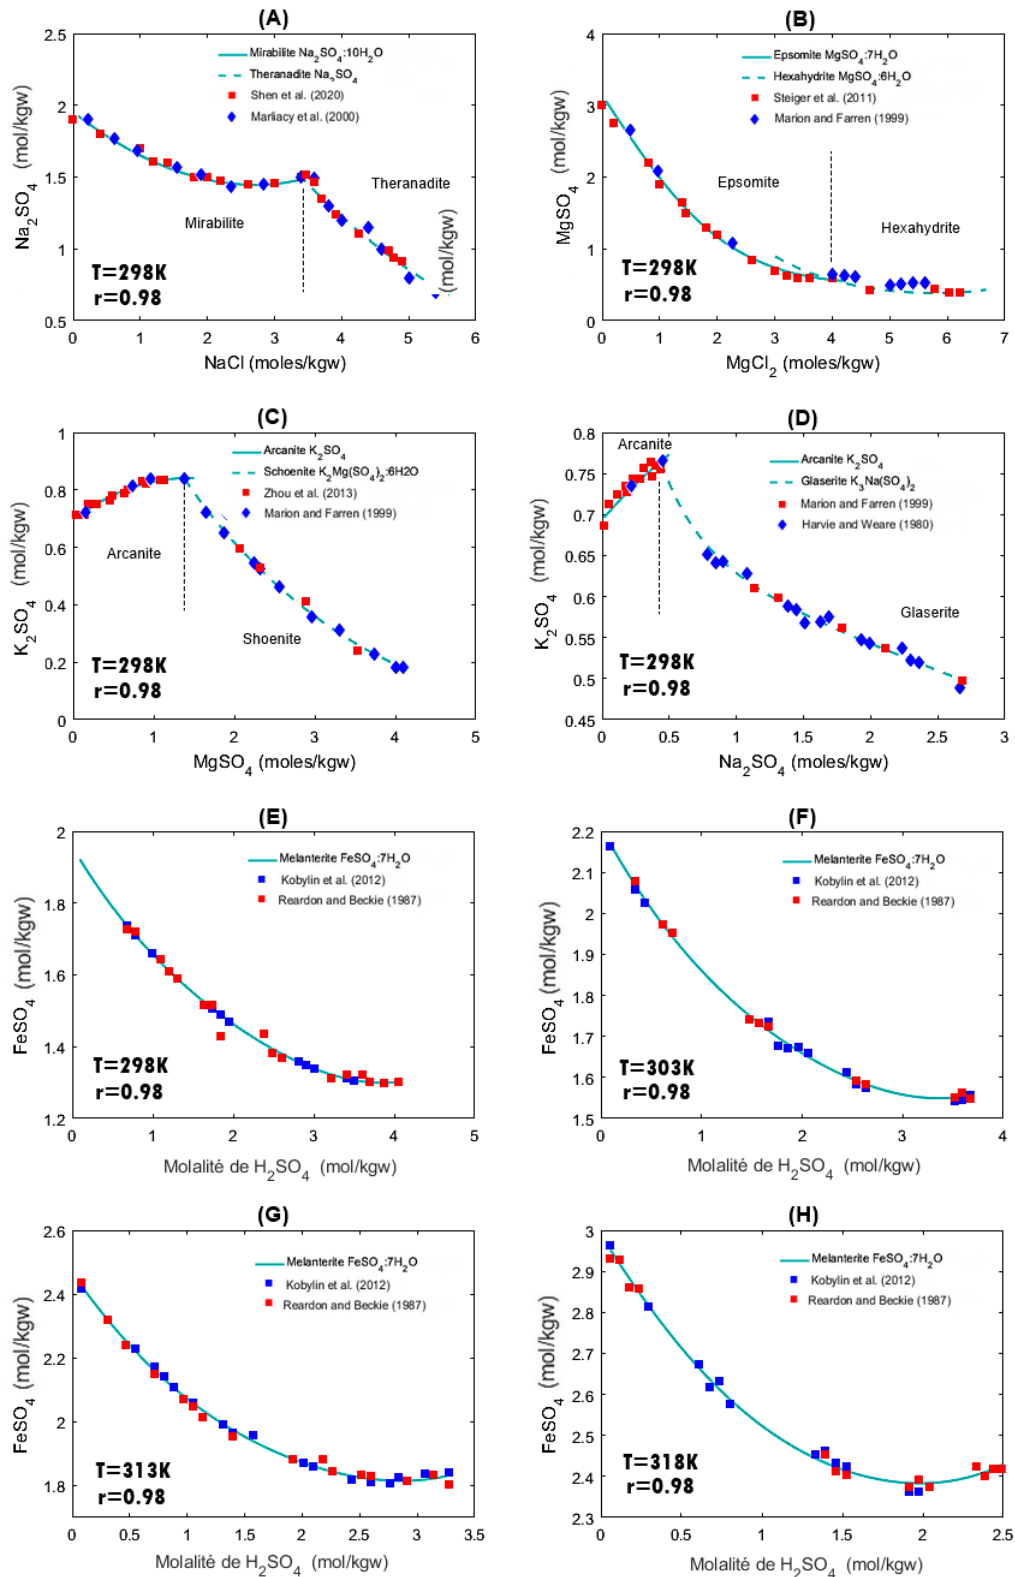 (A)
2.5
2
1.5
1
0.5
Na2SO4 (mol/kgw)
Mirabilite Na2SO4:10H2O
Theranadite Na2SO4
Shen et al. (2020)
Marliacy et al. (2000)
Theranadite
Mirabilite
(mol/kgw)
T=298K
r=0.98
0 1 2 3 4 5 6
NaCl (moles/kgw)
(B)
4
3
2
1
0
MgSO4 (mol/kgw)
Epsomite MgSO4:7H2O
Hexahydrite MgSO4:6H2O
Steiger et al. (2011)
Marion and Farren (1999)
Epsomite
Hexahydrite
T=298K
r=0.98
0 1 2 3 4 5 6 7
MgCl2 (moles/kgw)
(C)
1
0.8
0.6
0.4
0.2
0
K2SO4 (mol/kgw)
Arcanite K2SO4
Schoenite K2Mg(SO4)2:6H2O
Zhou et al. (2013)
Marion and Farren (1999)
Arcanite
Shoenite
T=298K
r=0.98
0 1 2 3 4 5
MgSO4 (moles/kgw)
(D)
0.8
0.75
0.7
0.65
0.6
0.55
0.5
0.45
K2SO4 (mol/kgw)
Arcanite
Arcanite K2SO4
Glaserite K3Na(SO4)2
Marion and Farren (1999)
Harvie and Weare (1980)
Glaserite
T=298K
r=0.98
0 0.5 1 1.5 2 2.5 3
Na2SO4 (moles/kgw)
(E)
2
1.8
1.6
1.4
1.2
FeSO4 (mol/kgw)
Melanterite FeSO4:7H2O
Kobylin et al. (2012)
Reardon and Beckie (1987)
T=298K
r=0.98
0 1 2 3 4 5
Molalité de H2SO4 (mol/kgw)
(F)
2.2
2.1
2
1.9
1.8
1.7
1.6
1.5
FeSO4 (mol/kgw)
Melanterite FeSO4:7H2O
Kobylin et al. (2012)
Reardon and Beckie (1987)
T=303K
r=0.98
0 1 2 3 4
Molalité de H2SO4 (mol/kgw)
(G)
2.6
2.4
2.2
2
1.8
FeSO4 (mol/kgw)
Melanterite FeSO4:7H2O
Kobylin et al. (2012)
Reardon and Beckie (1987)
T=313K
r=0.98
0 0.5 1 1.5 2 2.5 3 3.5
Molalité de H2SO4 (mol/kgw)
(H)
3
2.9
2.8
2.7
2.6
2.5
2.4
2.3
FeSO4 (mol/kgw)
Melanterite FeSO4:7H2O
Kobylin et al. (2012)
Reardon and Beckie (1987)
T=318K
r=0.98
0 0.5 1 1.5 2 2.5
Molalité de H2SO4 (mol/kgw)